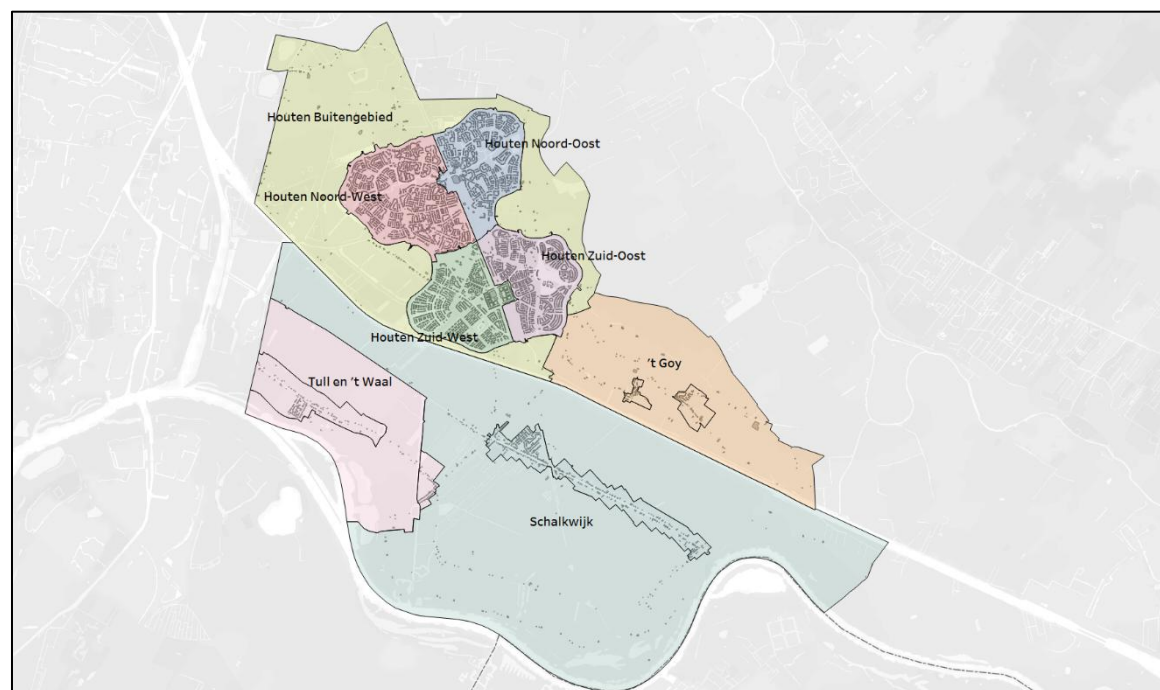 Houten Buitengebied
Houten Noord-Oost
Houten Noord-West
Houten Zuid-Oost
Houten Zuid-West
't Goy
Tull en 't Waal
Schalkwijk